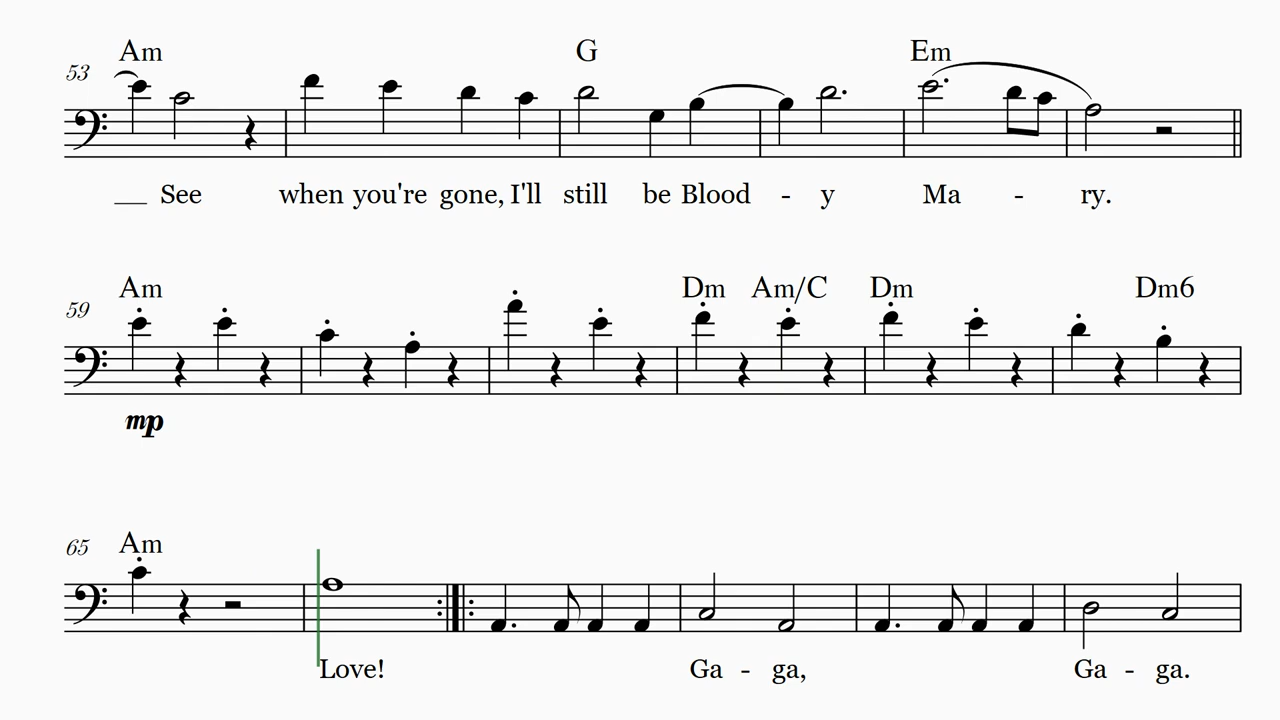 Am G Em
53
__ See when you're gone, I'll still be Blood - y Ma - ry.
Am Dm Am/C Dm Dm6
59
mp
Am
65
Love! Ga - ga, Ga - ga.